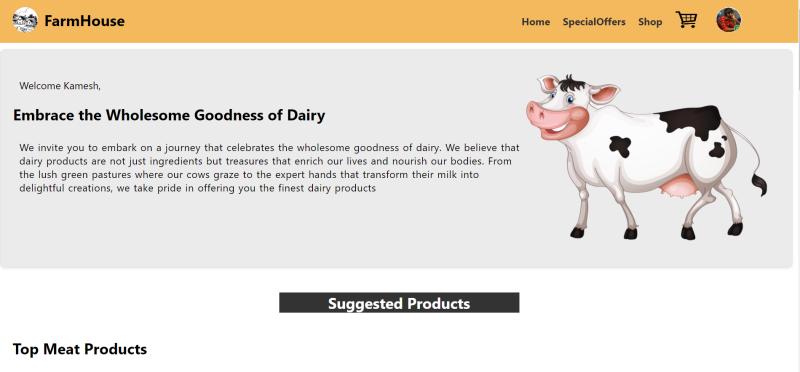 FarmHouse
Home SpecialOffers Shop
Welcome Kamesh,
Embrace the Wholesome Goodness of Dairy
We invite you to embark on a journey that celebrates the wholesome goodness of dairy. We believe that
dairy products are not just ingredients but treasures that enrich our lives and nourish our bodies. From
the lush green pastures where our cows graze to the expert hands that transform their milk into
delightful creations, we take pride in offering you the finest dairy products
Suggested Products
Top Meat Products